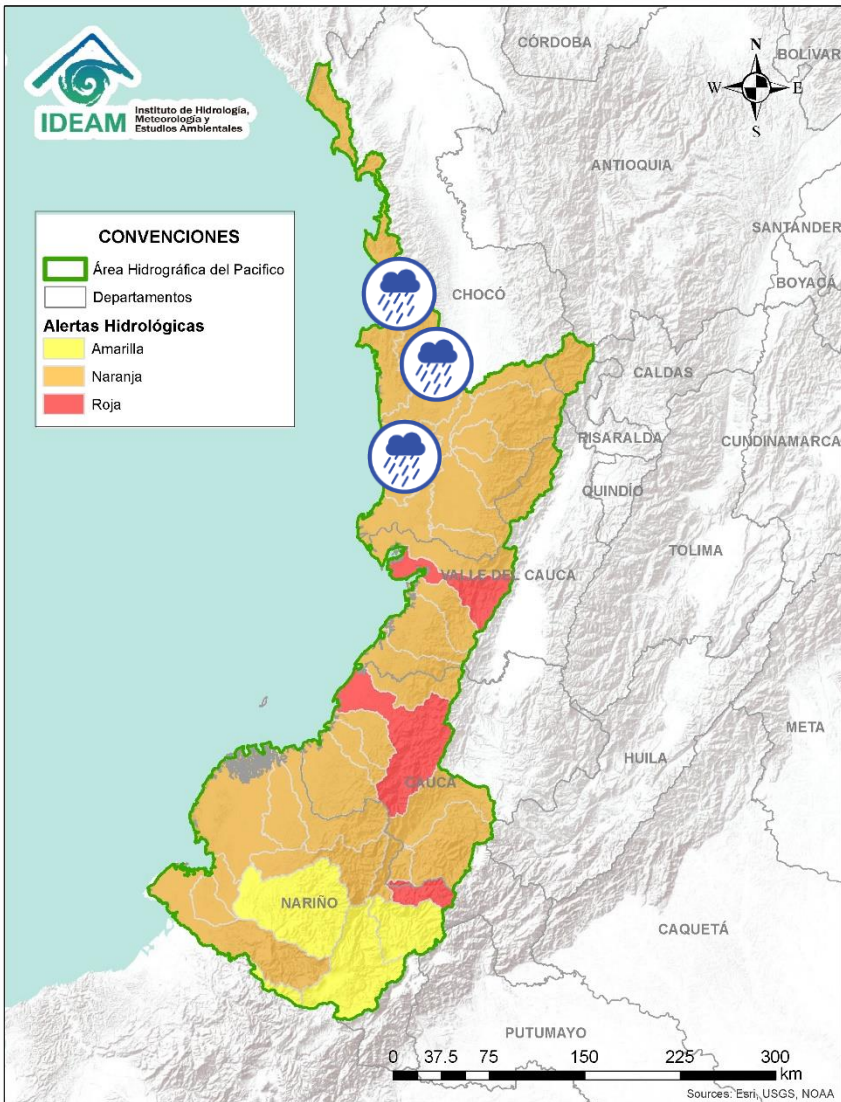 IDEAM
Instituto de Hidrología,
Meteorología y
Estudios Ambientales
CÓRDOBA
BOLÍVAR
N
W
E
S
ANTIOQUIA
SANTANDER
BOYACÁ
CONVENCIONES
Área Hidrográfica del Pacifico
Departamentos
Alertas Hidrológicas
Amarilla
Naranja
Roja
CHOCÓ
CALDAS
RISARALDA
CUNDINAMARCA
QUINDÍO
TOLIMA
VALLE DEL CAUCA
META
HUILA
CAUCA
NARIÑO
CAQUETÁ
PUTUMAYO
0 37.5 75 150 225 300
km
Sources: Esri, USGS, NOAA